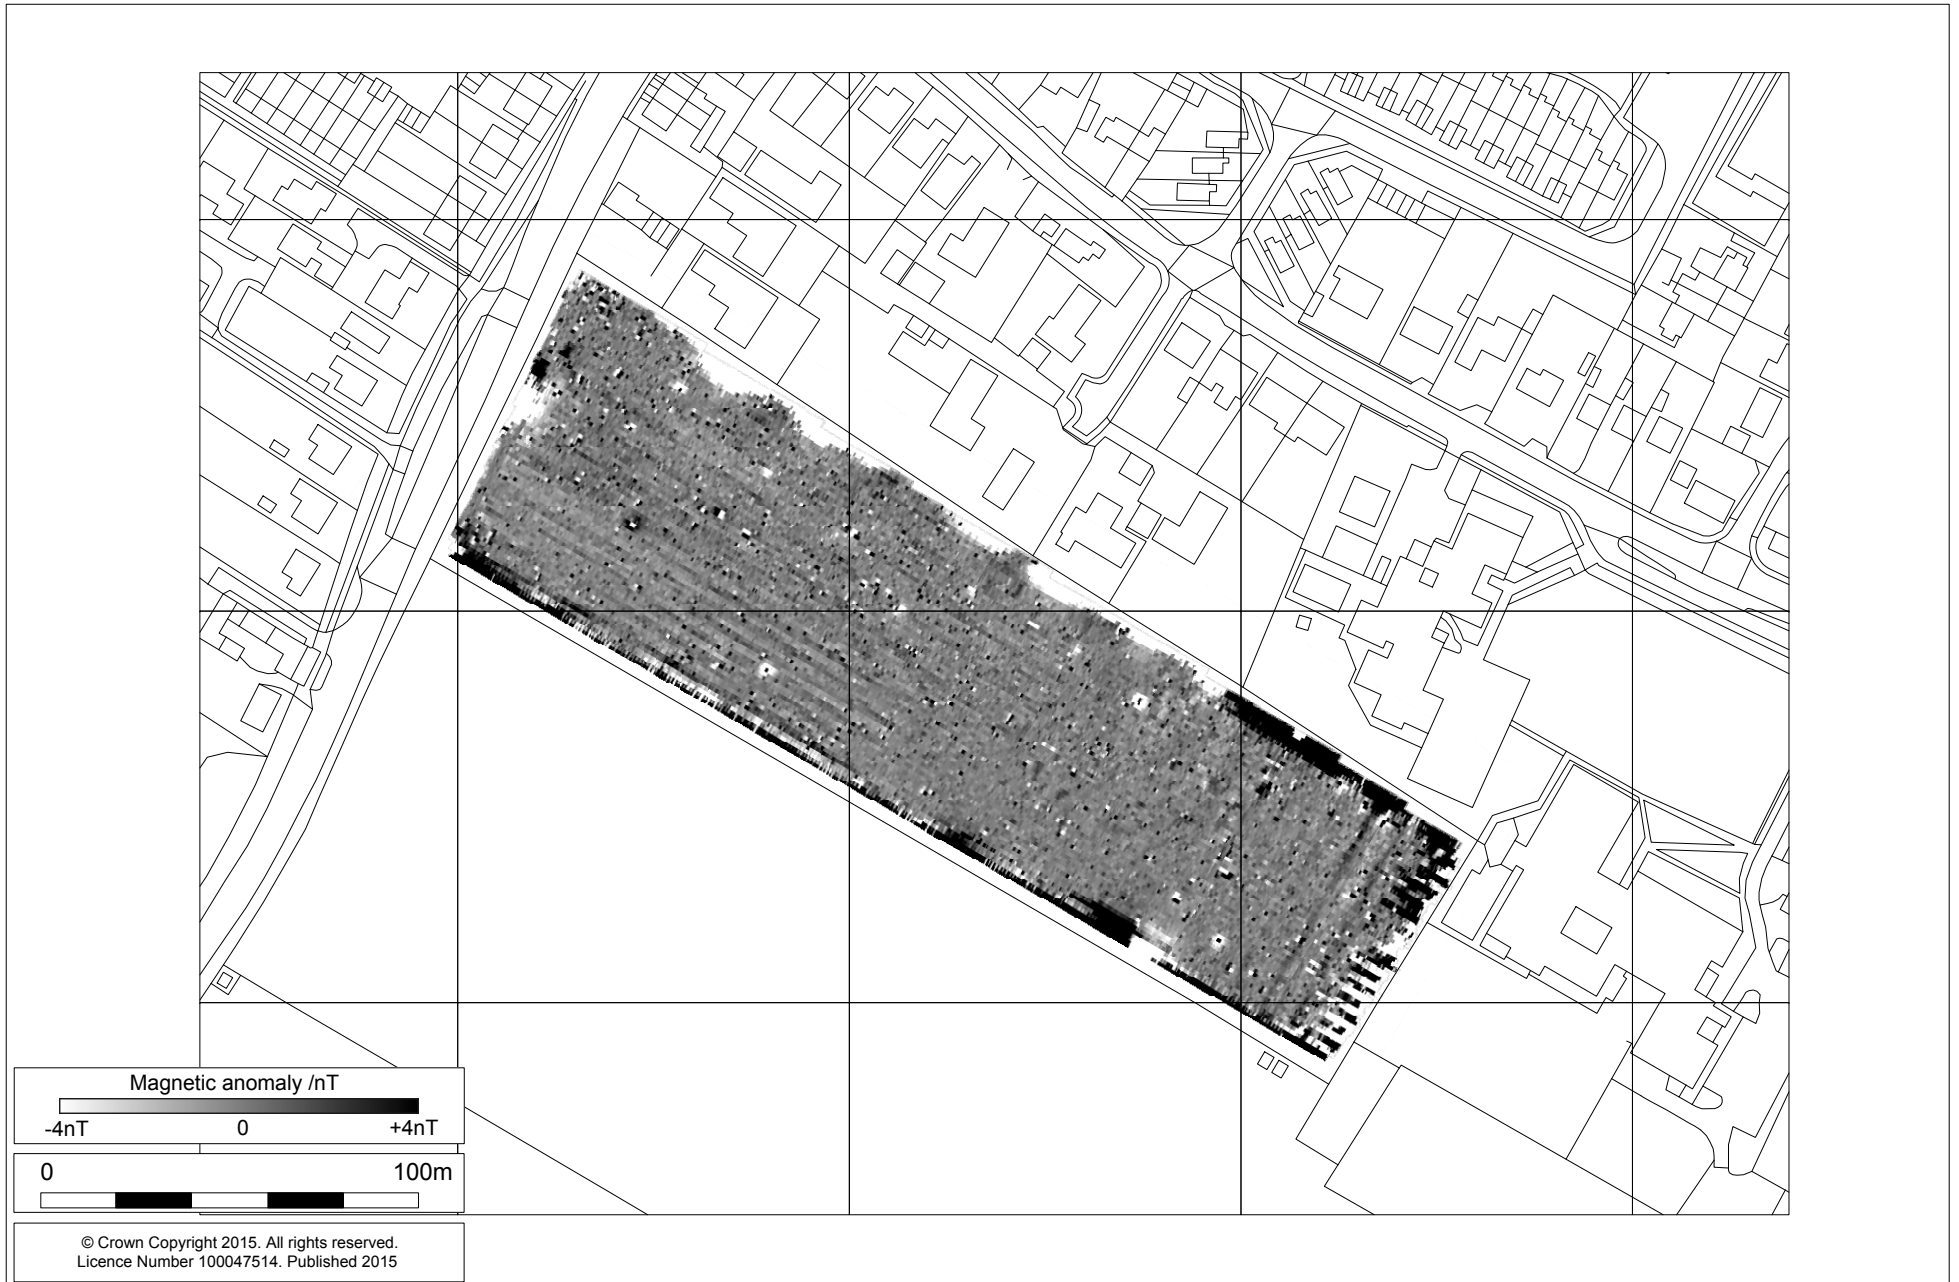 Magnetic anomaly /nT
-4nT 0 +4nT
0 100m
© Crown Copyright 2015. All rights reserved.
Licence Number 100047514. Published 2015